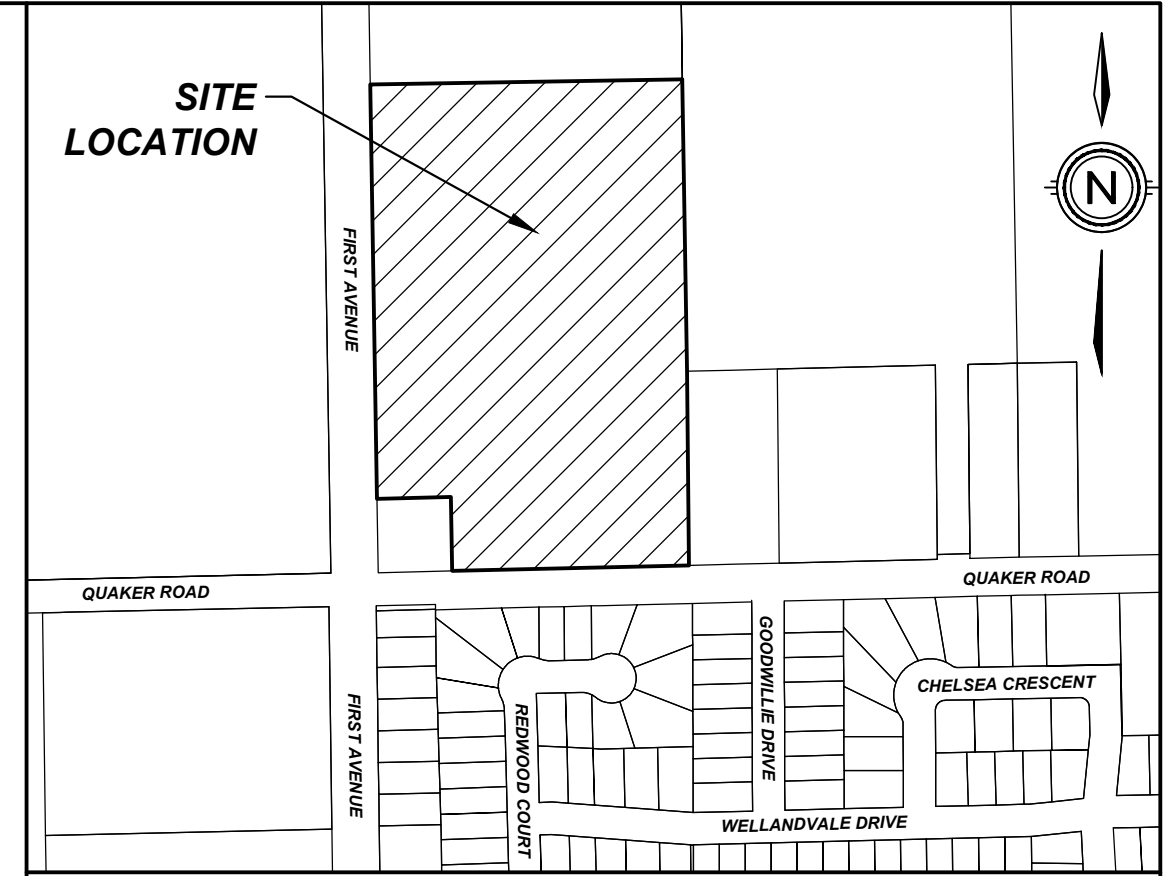 SITE
LOCATION
N
FIRST AVENUE
QUAKER ROAD
QUAKER ROAD
GOODWILLIE DRIVE
CHELSEA CRESCENT
FIRST AVENUE
REDWOOD COURT
WELLANDVALE DRIVE